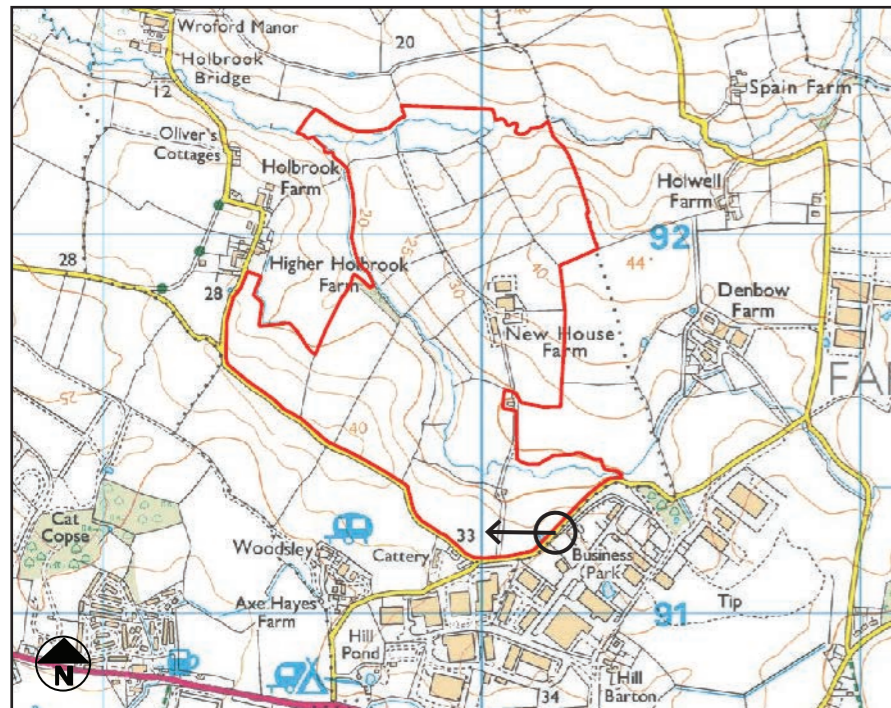 Wroford Manor
20
Holbrook
Bridge
Spain Farm
12
Oliver's
Cottages
Holbrook
Farm
Holwell
Farm
20
92
25
28
Higher Holbrook
Farm
40
44
28
30
Denbow
Farm
New House
Farm
FA
25
40
Cat
Copse
33
Woodsley
Cattery
Business
Park
Axe Hayes
Farm
Tip
91
Hill
Pond
N
Hill
Barton
34